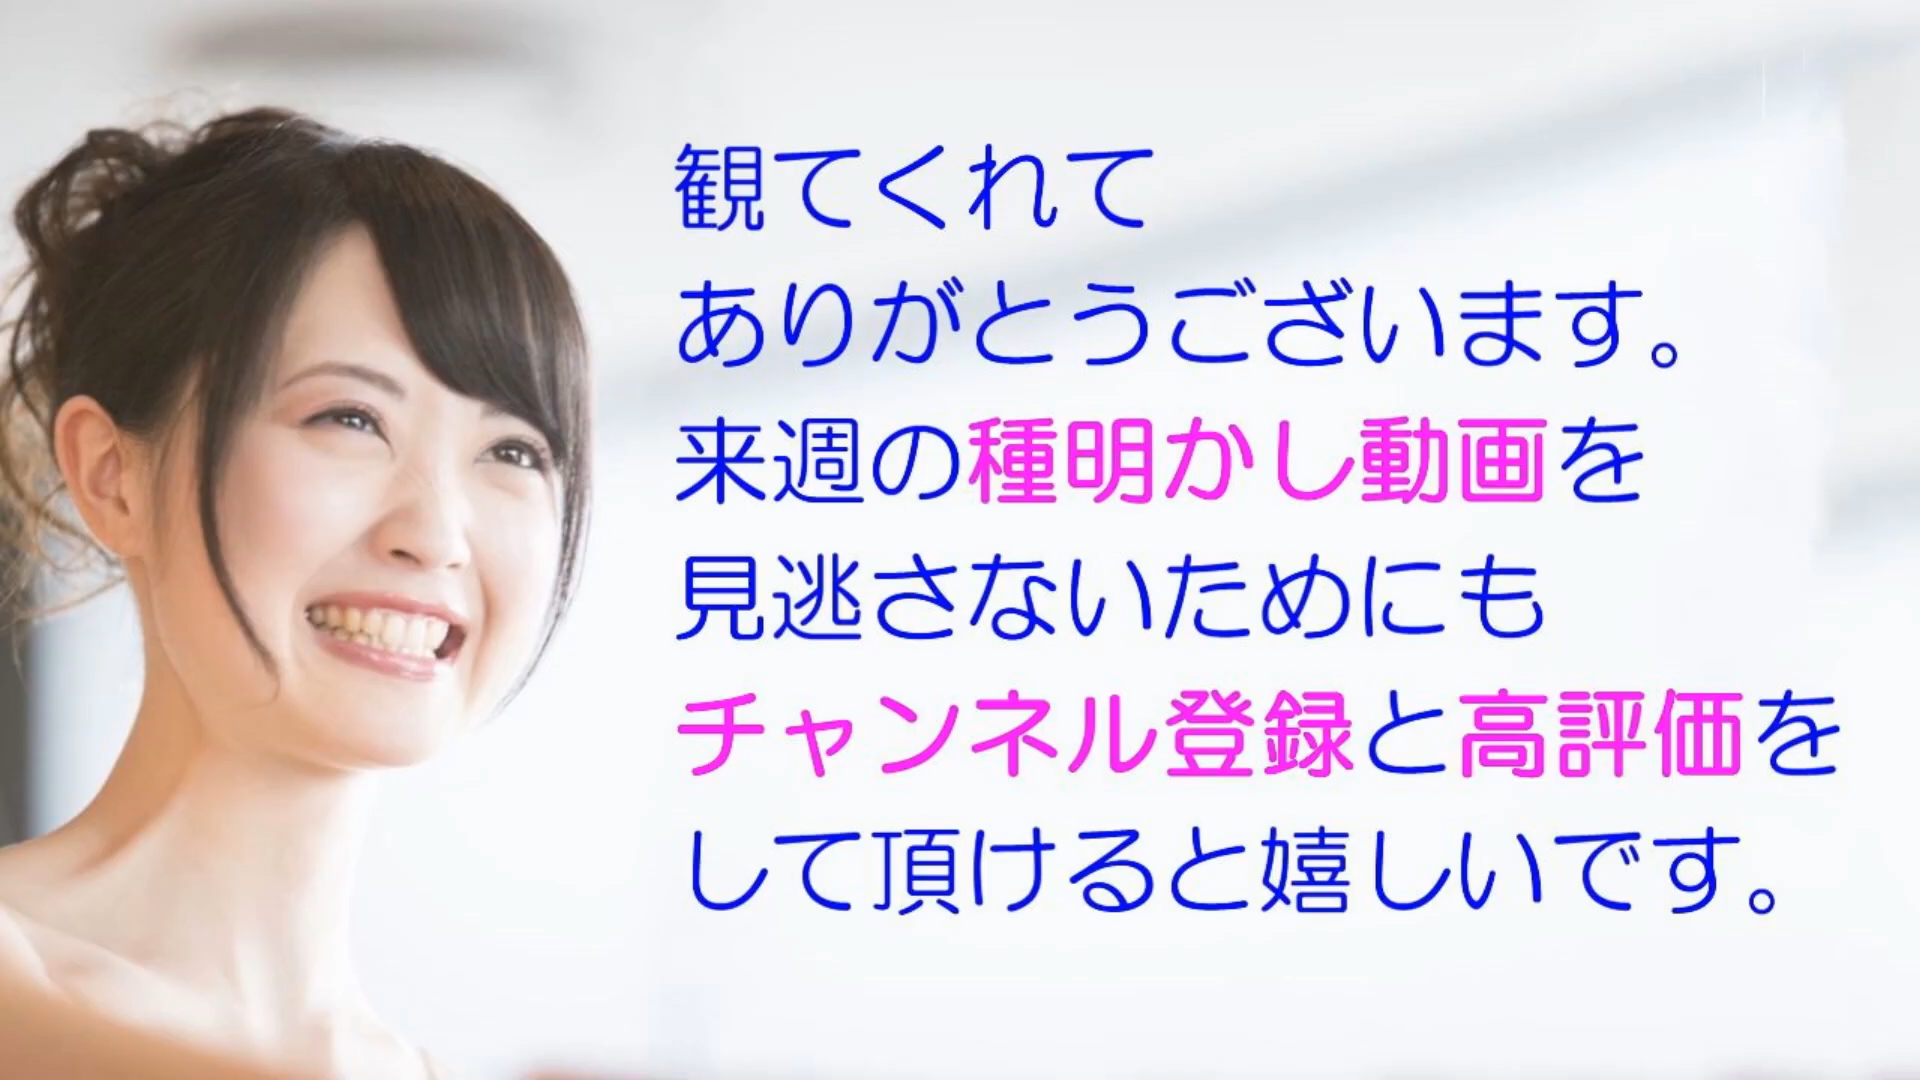 観てくれて
ありがとうございます。
来週の種明かし動画を
見逃さないためにも
チャンネル登録と高評価を
して頂けると嬉しいです。